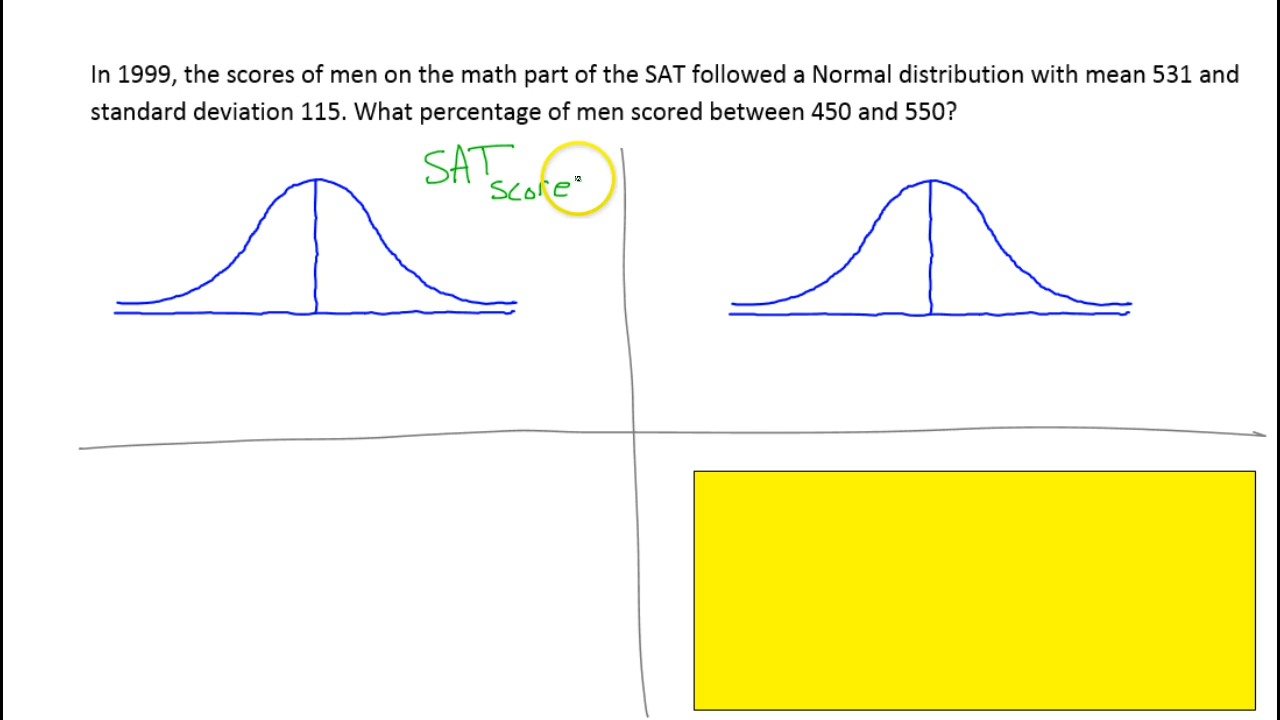 In 1999, the scores of men on the math part of the SAT followed a Normal distribution with mean 531 and
standard deviation 115. What percentage of men scored between 450 and 550?
SAT
score